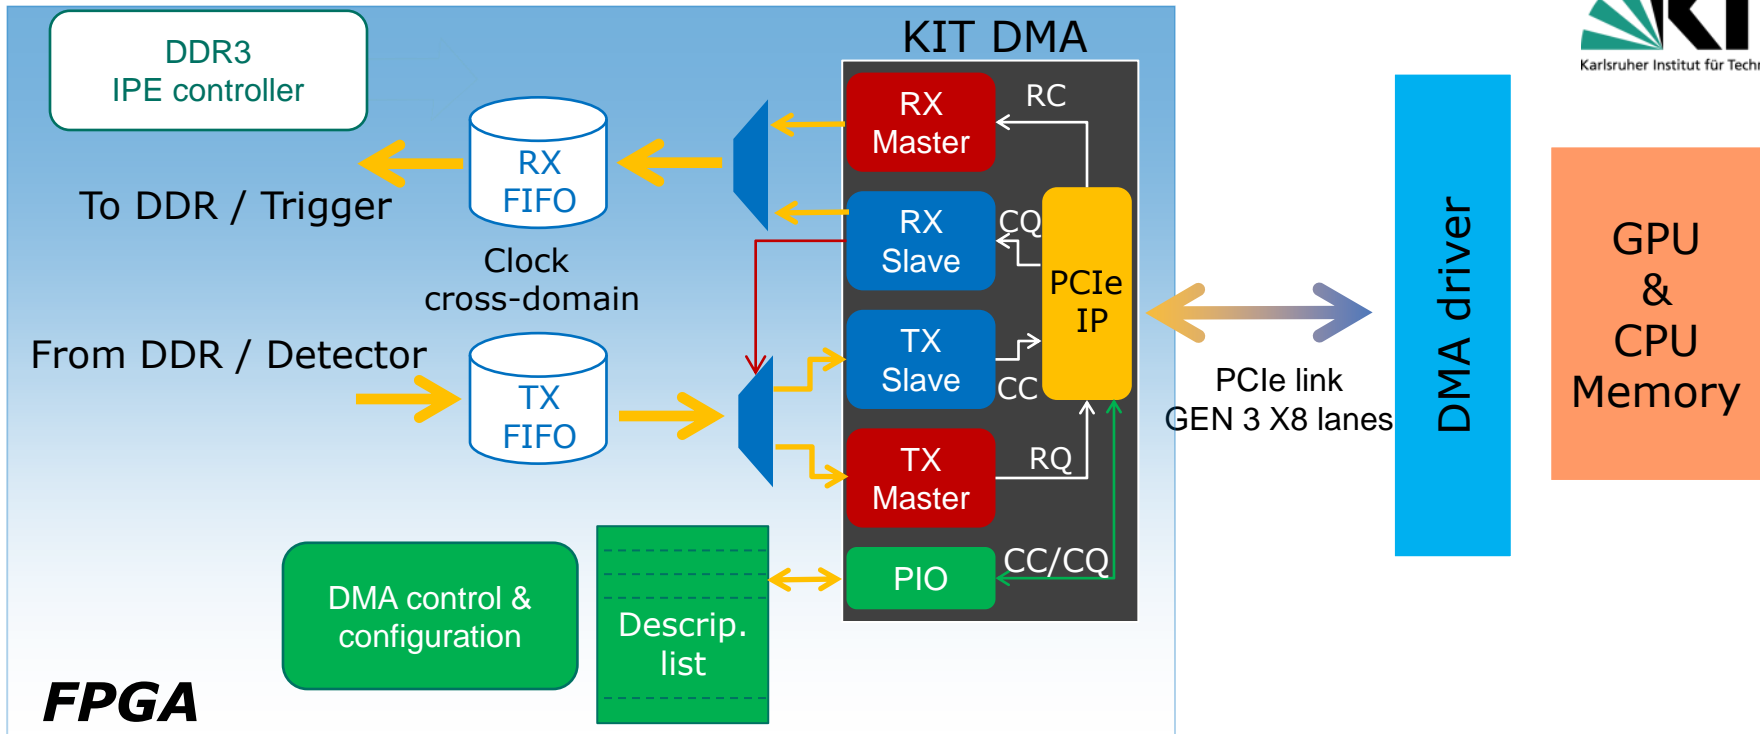 KIT DMA
Karlsruher Institut für Techn
DDR3
IPE controller
RX
Master
RC
RX
FIFO
To DDR / Trigger
RX
Slave
CQ
Clock
cross-domain
PCIe
IP
From DDR / Detector
TX
Slave
CC
TX
FIFO
TX
Master
RQ
PCIe link
GEN 3 X8 lanes
DMA driver
GPU
&
CPU
Memory
PIO
CC/CQ
DMA control &
configuration
Descrip.
list
FPGA